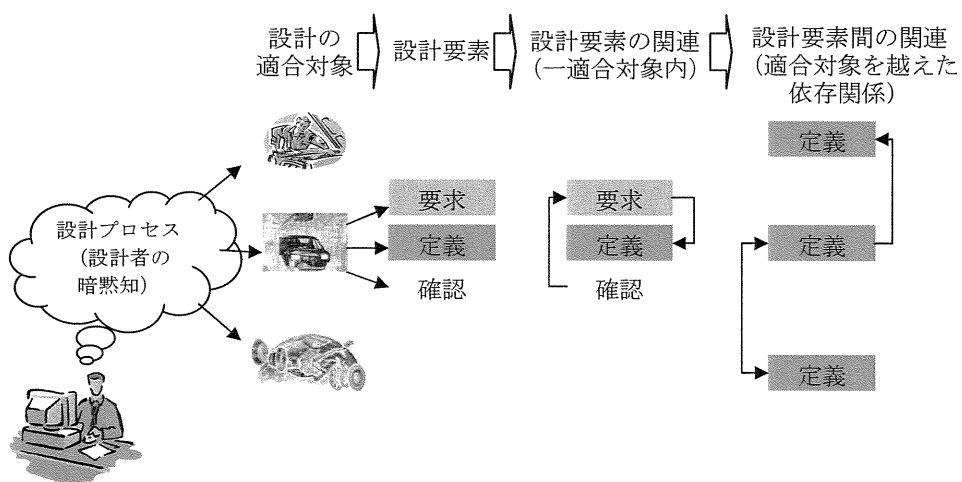 設計の
適合対象
設計要素
設計要素の関連
(一適合対象内)
設計要素間の関連
(適合対象を越えた
依存関係)
設計プロセス
(設計者の
暗黙知)
要求
定義
確認
要求
定義
確認
定義
定義
定義